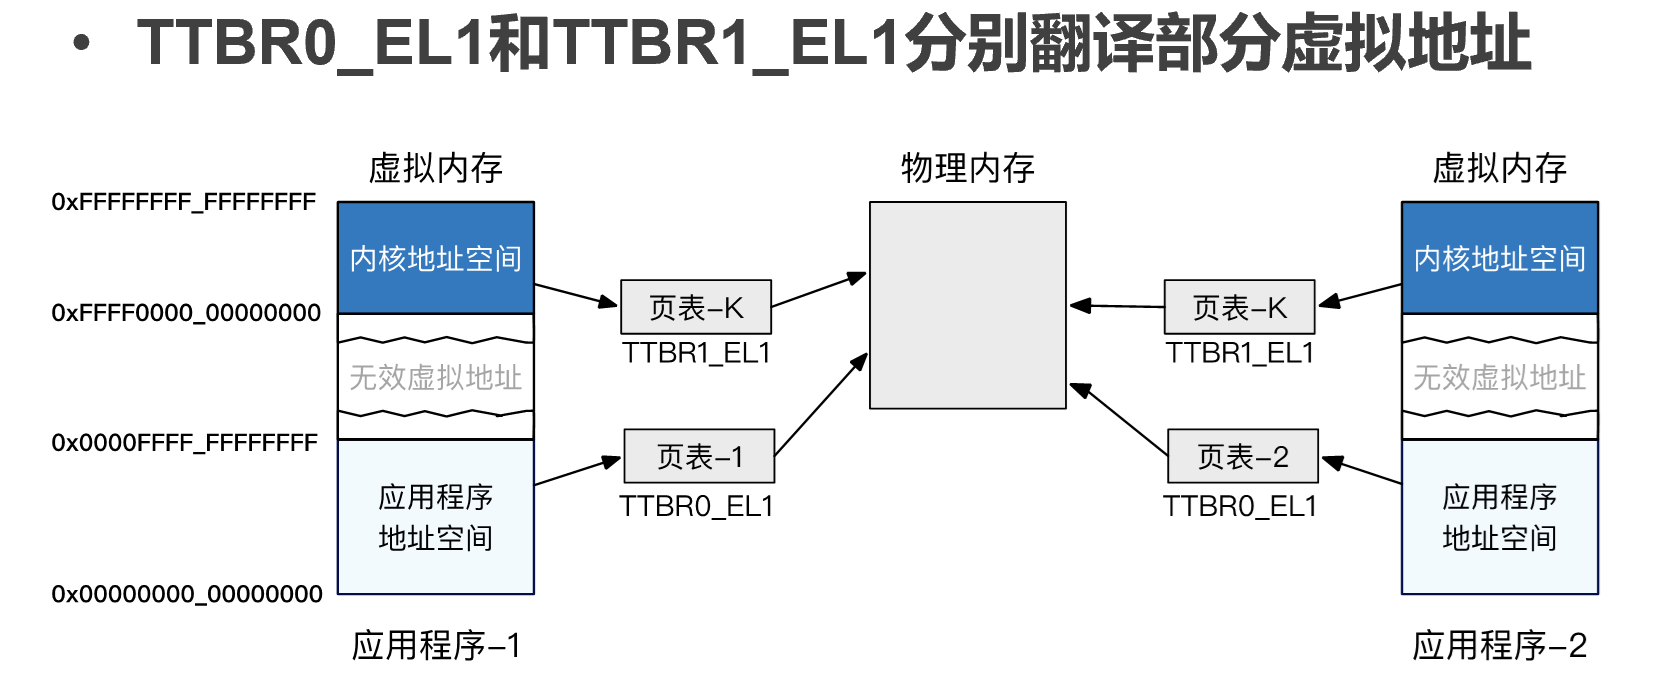 • TTBR0_EL1和TTBR1_EL1分别翻译部分虚拟地址
虚拟内存
物理内存
虚拟内存
0xFFFFFFFF_FFFFFFFF
内核地址空间
内核地址空间
页表-K
页表-K
0xFFFF0000_00000000
TTBR1_EL1
TTBR1_EL1
无效虚拟地址
无效虚拟地址
0x0000FFFF_FFFFFFFF
页表-1
页表-2
应用程序
地址空间
TTBR0_EL1
TTBR0_EL1
应用程序
地址空间
0x00000000_00000000
应用程序-1
应用程序-2